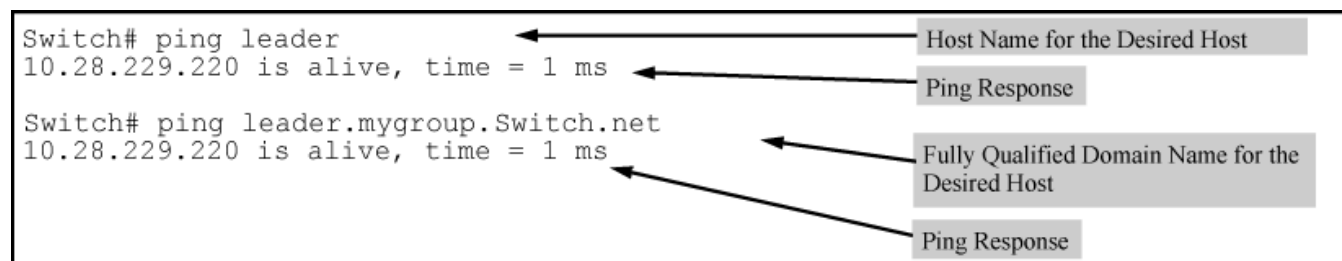 Switch# ping leader
Host Name for the Desired Host
10.28.229.220 is alive, time = 1 ms
Ping Response
Switch# ping leader.mygroup.Switch.net
10.28.229.220 is alive, time = 1 ms
Fully Qualified Domain Name for the
Desired Host
Ping Response